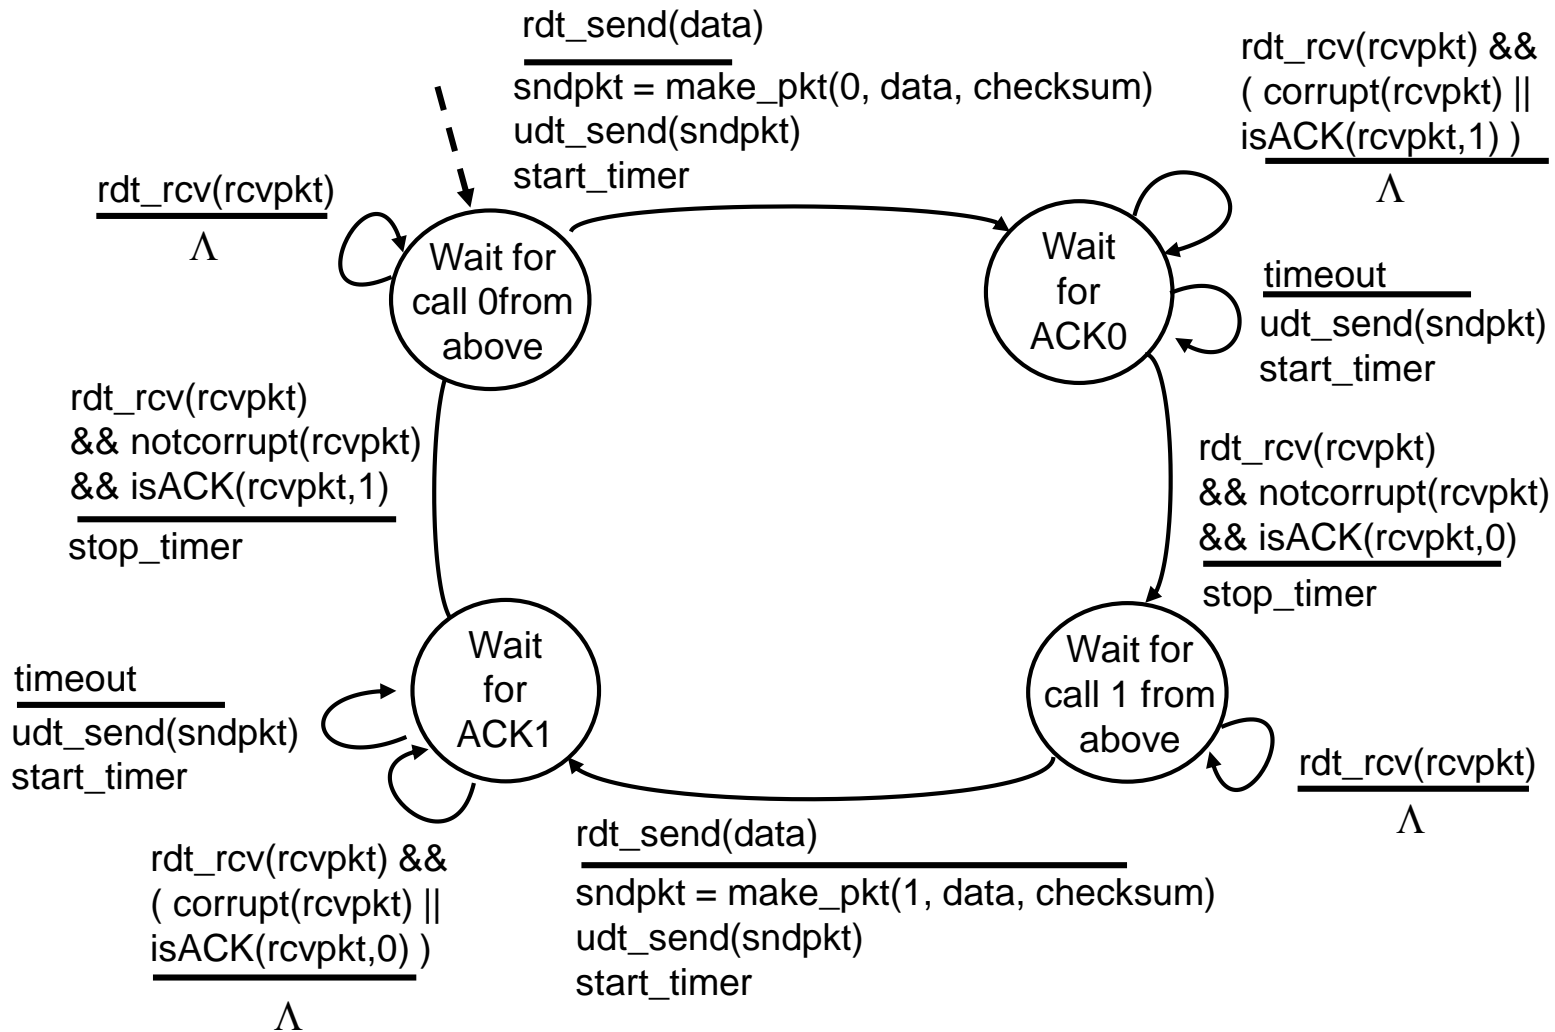 rdt_send(data)
sndpkt = make_pkt(0, data, checksum)
udt_send(sndpkt)
start_timer
rdt_rcv(rcvpkt) &&
( corrupt(rcvpkt) ||
isACK(rcvpkt,1) )
Λ
rdt_rcv(rcvpkt)
Λ
Wait for
call 0from
above
Wait
for
ACK0
timeout
udt_send(sndpkt)
start_timer
rdt_rcv(rcvpkt)
&& notcorrupt(rcvpkt)
&& isACK(rcvpkt,1)
stop_timer
rdt_rcv(rcvpkt)
&& notcorrupt(rcvpkt)
&& isACK(rcvpkt,0)
stop_timer
Wait
for
ACK1
Wait for
call 1 from
above
timeout
udt_send(sndpkt)
start_timer
rdt_rcv(rcvpkt)
Λ
rdt_rcv(rcvpkt) &&
( corrupt(rcvpkt) ||
isACK(rcvpkt,0) )
Λ
rdt_send(data)
sndpkt = make_pkt(1, data, checksum)
udt_send(sndpkt)
start_timer